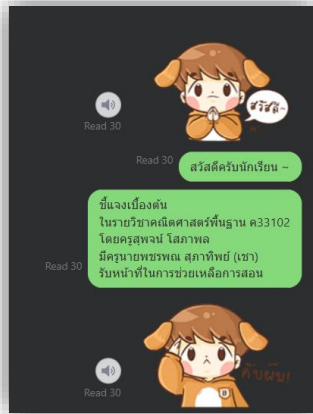 สวัสดี~
Read 30
Read 30
สวัสดีครับนักเรียน ~
ชี้แจงเบื้องต้น
ในรายวิชาคณิตศาสตร์พื้นฐาน ค33102
โดยครูสุพจน์ โสภาพล
มีครูนายพชรพณ สุภาทิพย์ (เชา)
รับหน้าที่ในการช่วยเหลือการสอน
Read 30
คับผม!
Read 30